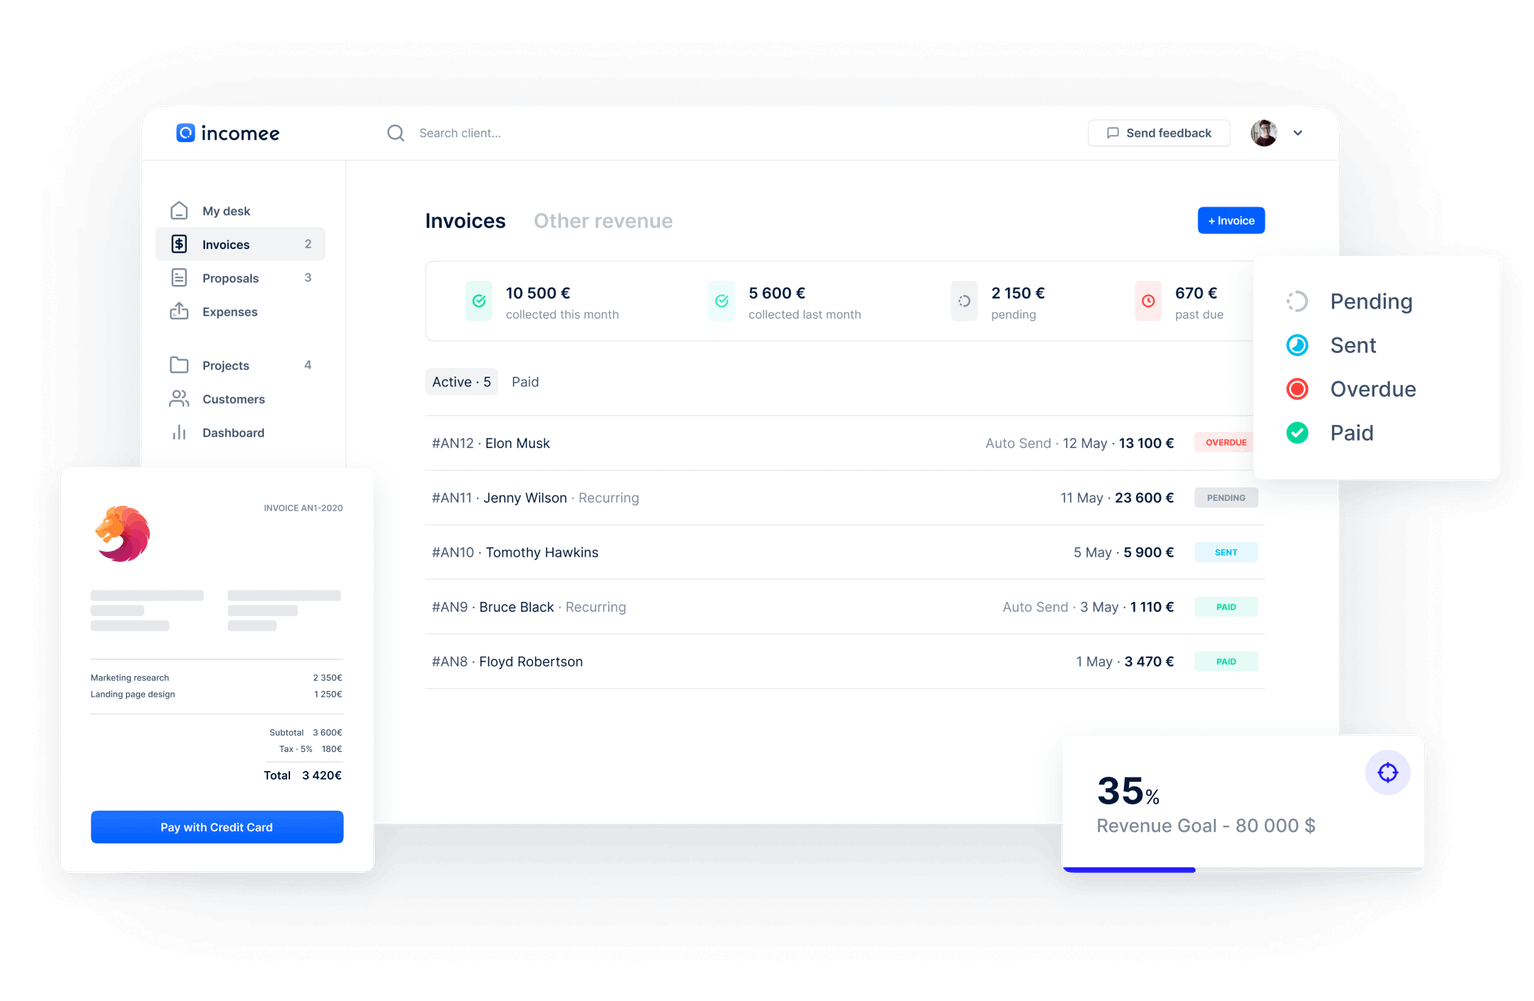 incomee
Search client...
Send feedback
My desk
Invoices 2
Proposals 3
Expenses
Projects 4
Customers
Dashboard
Invoices Other revenue
+ Invoice
10 500 €
collected this month
5 600 €
collected last month
2 150 €
pending
670 €
past due
Active · 5 Paid
#AN12 · Elon Musk Auto Send · 12 May · 13 100 € OVERDUE
#AN11 · Jenny Wilson · Recurring 11 May · 23 600 € PENDING
#AN10 · Tomothy Hawkins 5 May · 5 900 € SENT
#AN9 · Bruce Black · Recurring Auto Send · 3 May · 1 110 € PAID
#AN8 · Floyd Robertson 1 May · 3 470 € PAID
Pending
Sent
Overdue
Paid
INVOICE AN1-2020
Marketing research 2 350€
Landing page design 1 250€
Subtotal 3 600€
Tax · 5% 180€
Total 3 420€
Pay with Credit Card
35%
Revenue Goal - 80 000 $